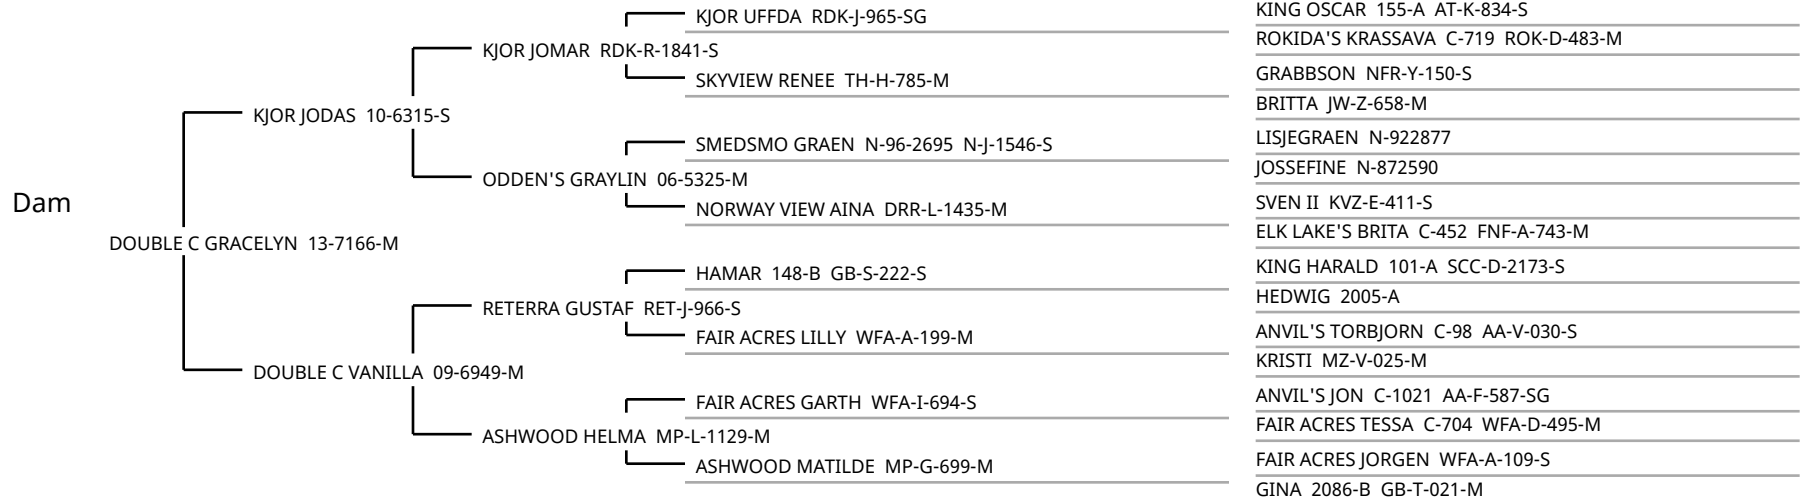 KJOR UFFDA RDK-J-965-SG
KING OSCAR 155-A AT-K-834-S
ROKIDA'S KRASSAVA C-719 ROK-D-483-M
KJOR JOMAR RDK-R-1841-S
SKYVIEW RENEE TH-H-785-M
GRABBSON NFR-Y-150-S
BRITTA JW-Z-658-M
KJOR JODAS 10-6315-S
SMEDSMO GRAEN N-96-2695 N-J-1546-S
LISJEGRAEN N-922877
JOSSEFINE N-872590
ODDEN'S GRAYLIN 06-5325-M
NORWAY VIEW AINA DRR-L-1435-M
SVEN II KVZ-E-411-S
ELK LAKE'S BRITA C-452 FNF-A-743-M
Dam
DOUBLE C GRACELYN 13-7166-M
HAMAR 148-B GB-S-222-S
KING HARALD 101-A SCC-D-2173-S
HEDWIG 2005-A
RETERRA GUSTAF RET-J-966-S
FAIR ACRES LILLY WFA-A-199-M
ANVIL'S TORBJORN C-98 AA-V-030-S
KRISTI MZ-V-025-M
DOUBLE C VANILLA 09-6949-M
FAIR ACRES GARTH WFA-I-694-S
ANVIL'S JON C-1021 AA-F-587-SG
FAIR ACRES TESSA C-704 WFA-D-495-M
ASHWOOD HELMA MP-L-1129-M
ASHWOOD MATILDE MP-G-699-M
FAIR ACRES JORGEN WFA-A-109-S
GINA 2086-B GB-T-021-M